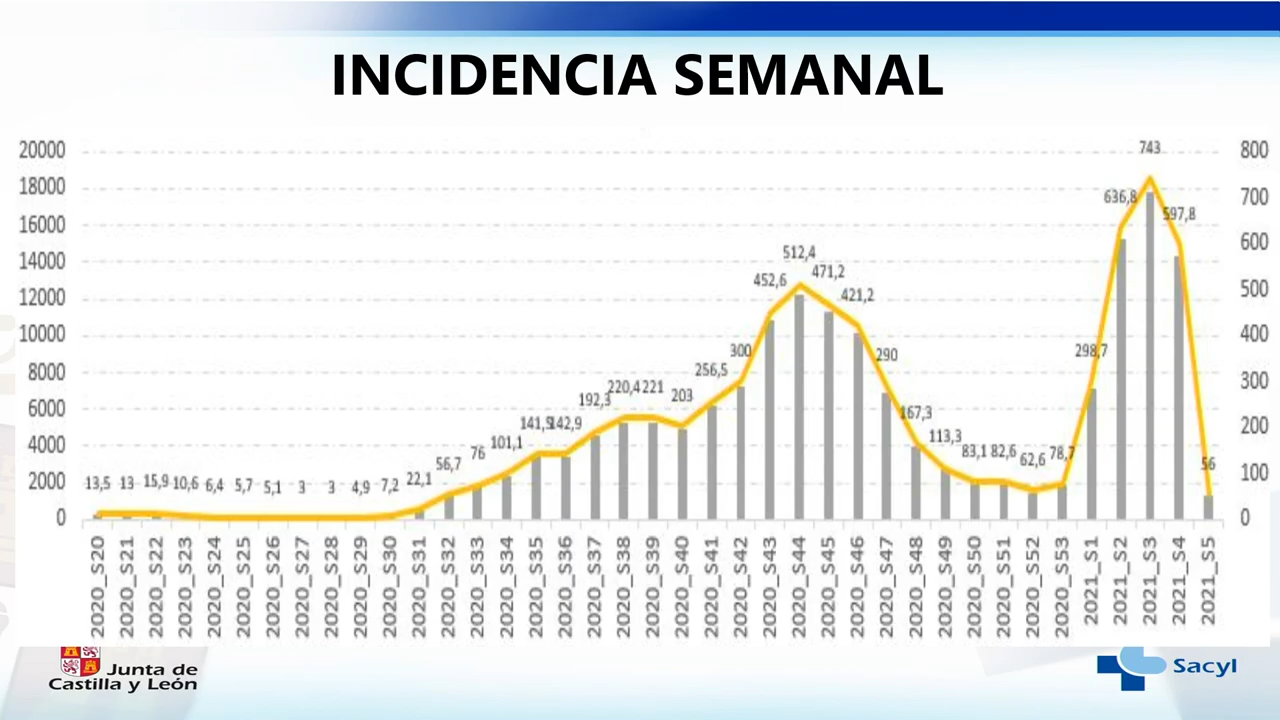 INCIDENCIA SEMANAL
20000
18000
16000
14000
12000
10000
8000
6000
4000
2000
0
800
700
600
500
400
300
200
100
0
13,5
13
15,9
10,6
6,4
5,7
5,1
3
3
4,9
7,2
22,1
56,7
76
101,1
141,5
142,9
192,3
220,4
221
203
256,5
300
452,6
512,4
471,2
421,2
290
167,3
113,3
83,1
82,6
62,6
78,7
298,7
636,8
743
597,8
56
2020_S20
2020_S21
2020_S22
2020_S23
2020_S24
2020_S25
2020_S26
2020_S27
2020_S28
2020_S29
2020_S30
2020_S31
2020_S32
2020_S33
2020_S34
2020_S35
2020_S36
2020_S37
2020_S38
2020_S39
2020_S40
2020_S41
2020_S42
2020_S43
2020_S44
2020_S45
2020_S46
2020_S47
2020_S48
2020_S49
2020_S50
2020_S51
2020_S52
2020_S53
2021_S1
2021_S2
2021_S3
2021_S4
2021_S5
Junta de
Castilla y León
Sacyl